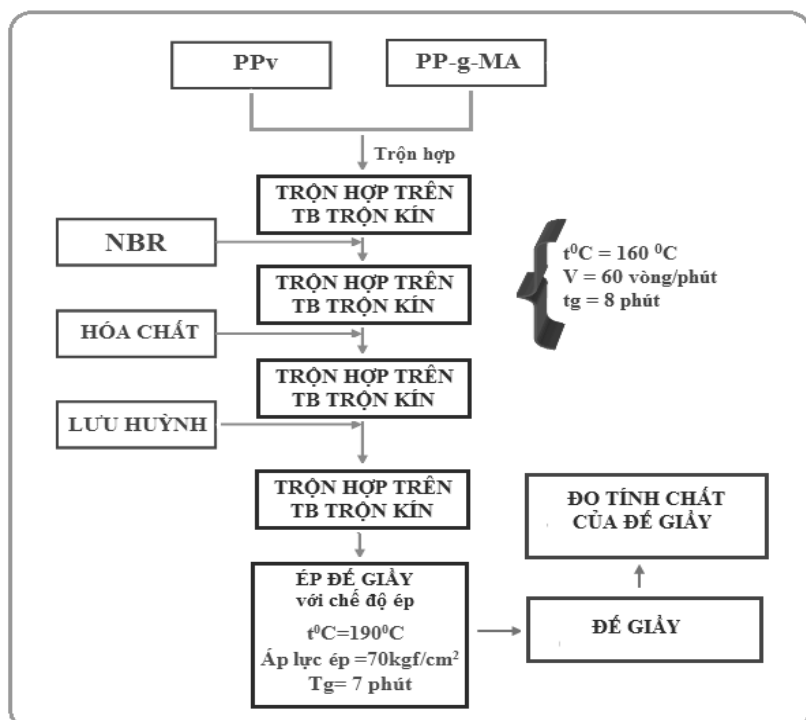 PPv
PP-g-MA
Trộn hợp
TRỘN HỢP TRÊN
TB TRỘN KÍN
NBR
TRỘN HỢP TRÊN
TB TRỘN KÍN
t⁰C = 160 ⁰C
V = 60 vòng/phút
tg = 8 phút
HÓA CHẤT
TRỘN HỢP TRÊN
TB TRỘN KÍN
LƯU HUỲNH
TRỘN HỢP TRÊN
TB TRỘN KÍN
ĐO TÍNH CHẤT
CỦA ĐẾ GIẦY
ÉP ĐẾ GIẦY
với chế độ ép
t⁰C=190⁰C
Áp lực ép =70kgf/cm²
Tg= 7 phút
ĐẾ GIẦY